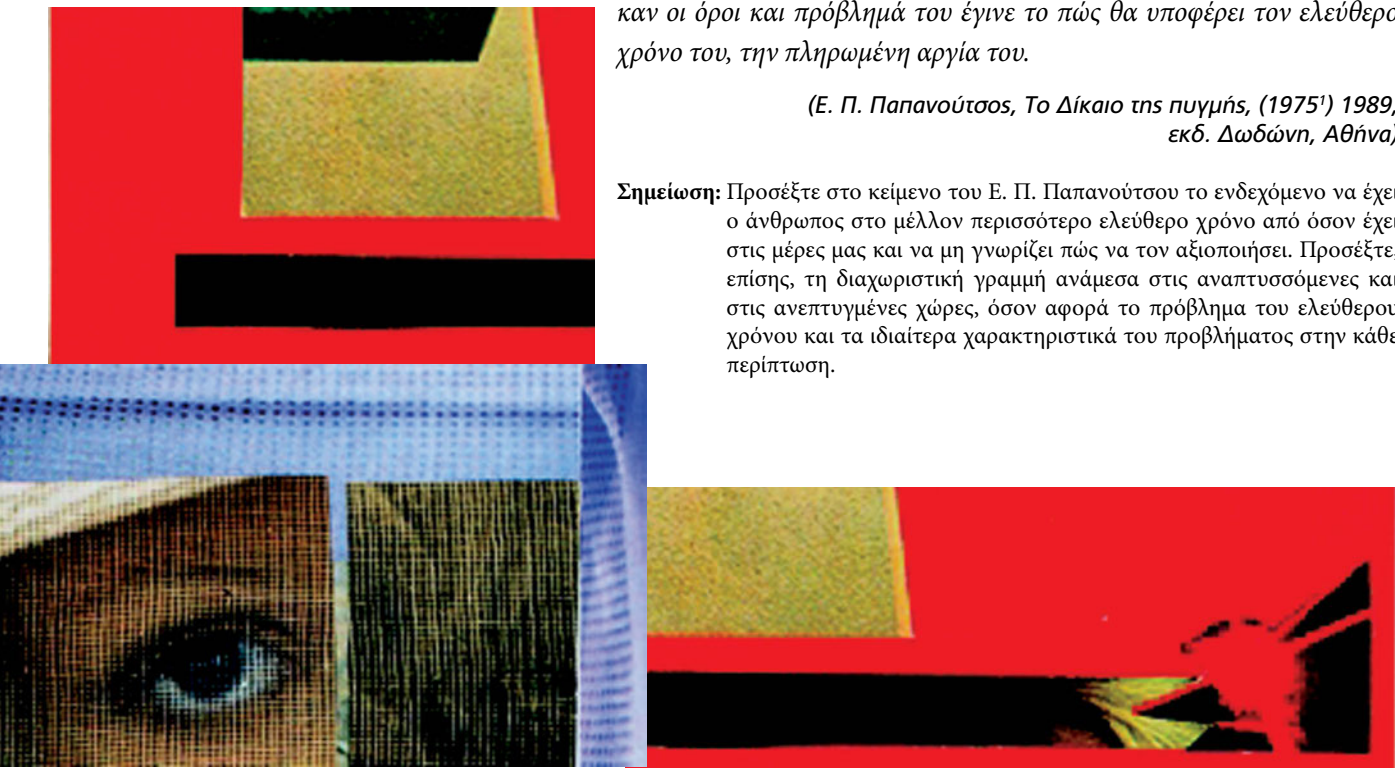 καν οι όροι και πρόβλημά του έγινε το πώς θα υποφέρει τον ελεύθερο
χρόνο του, την πληρωμένη αργία του.
(Ε. Π. Παπανούτσος, Το Δίκαιο της πυγμής, (1975¹) 1989,
εκδ. Δωδώνη, Αθήνα)
Σημείωση: Προσέξτε στο κείμενο του Ε. Π. Παπανούτσου το ενδεχόμενο να έχει
ο άνθρωπος στο μέλλον περισσότερο ελεύθερο χρόνο από όσον έχει
στις μέρες μας και να μη γνωρίζει πώς να τον αξιοποιήσει. Προσέξτε,
επίσης, τη διαχωριστική γραμμή ανάμεσα στις αναπτυσσόμενες και
στις ανεπτυγμένες χώρες, όσον αφορά το πρόβλημα του ελεύθερου
χρόνου και τα ιδιαίτερα χαρακτηριστικά του προβλήματος στην κάθε
περίπτωση.